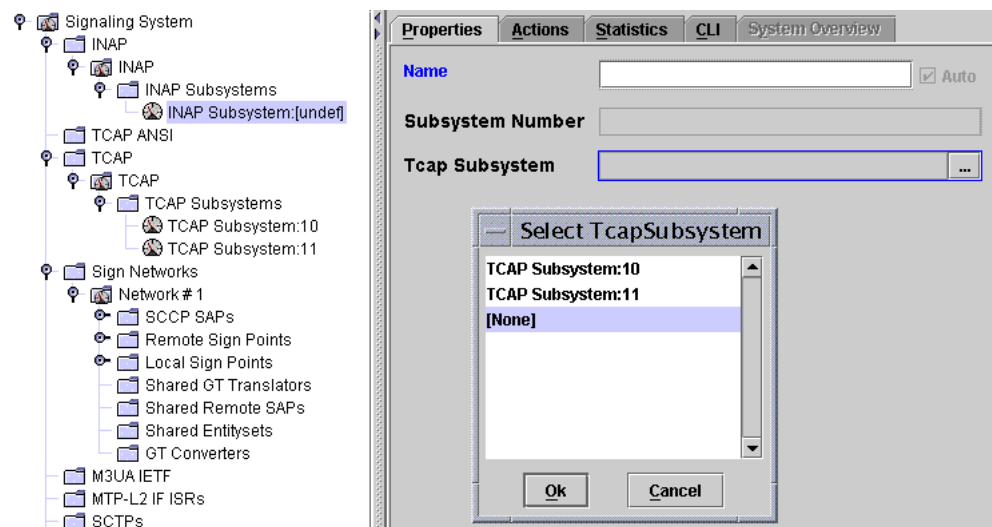 Signaling System
INAP
INAP
INAP Subsystems
INAP Subsystem:[undef]
TCAP ANSI
TCAP
TCAP
TCAP Subsystems
TCAP Subsystem:10
TCAP Subsystem:11
Sign Networks
Network # 1
SCCP SAPs
Remote Sign Points
Local Sign Points
Shared GT Translators
Shared Remote SAPs
Shared Entitysets
GT Converters
M3UA IETF
MTP-L2 IF ISRs
SCTPs
Properties Actions Statistics CLI System Overview
Name Auto
Subsystem Number
Tcap Subsystem ...
Select TcapSubsystem
TCAP Subsystem:10
TCAP Subsystem:11
[None]
Ok Cancel